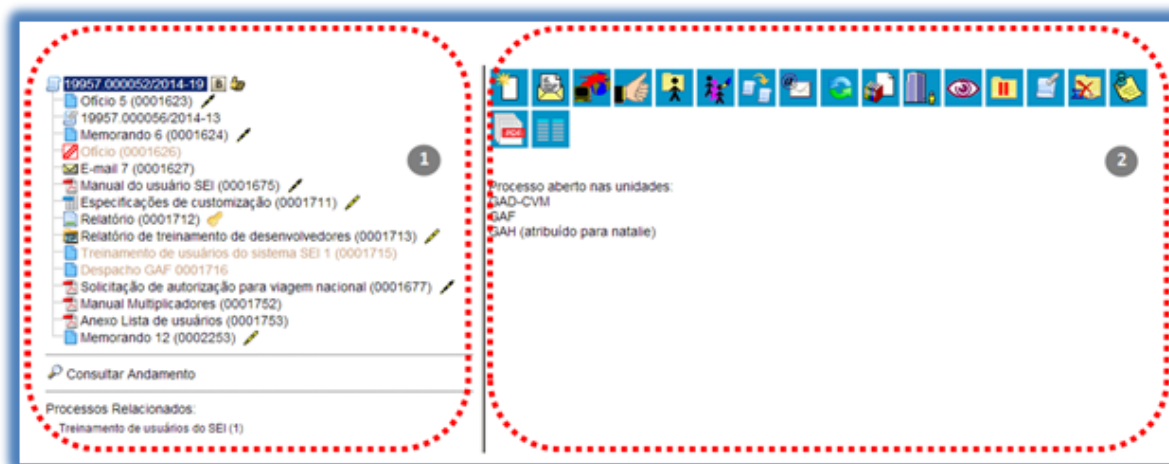 19957.000052/2014-19
Ofício 5 (0001623)
19957.000056/2014-13
Memorando 6 (0001624)
Ofício (0001626)
E-mail 7 (0001627)
Manual do usuário SEI (0001675)
Especificações de customização (0001711)
Relatório (0001712)
Relatório de treinamento de desenvolvedores (0001713)
Treinamento de usuários do sistema SEI 1 (0001715)
Despacho GAF 0001716
Solicitação de autorização para viagem nacional (0001677)
Manual Multiplicadores (0001752)
Anexo Lista de usuários (0001753)
Memorando 12 (0002253)
Consultar Andamento
Processos Relacionados:
Treinamento de usuários do SEI (1)
1
PDF
2
Processo aberto nas unidades:
GAD-CVM
GAF
GAH (atribuído para natalie)